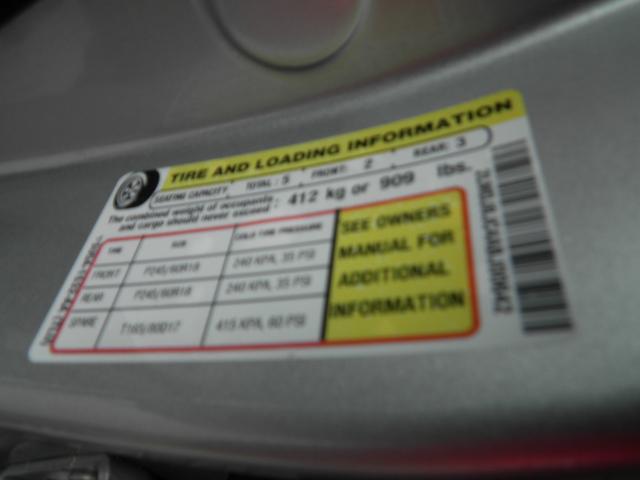 TIRE AND LOADING INFORMATION
SEATING CAPACITY TOTAL : 5 FRONT: 2 REAR: 3
The combined weight of occupants and cargo should never exceed : 412 kg or 909 lbs.
TIRE SIZE COLD TIRE PRESSURE
FRONT P245/60R18 240 KPA, 35 PSI
REAR P245/60R18 240 KPA, 35 PSI
SPARE T165/80D17 415 KPA, 60 PSI
SEE OWNERS
MANUAL FOR
ADDITIONAL
INFORMATION